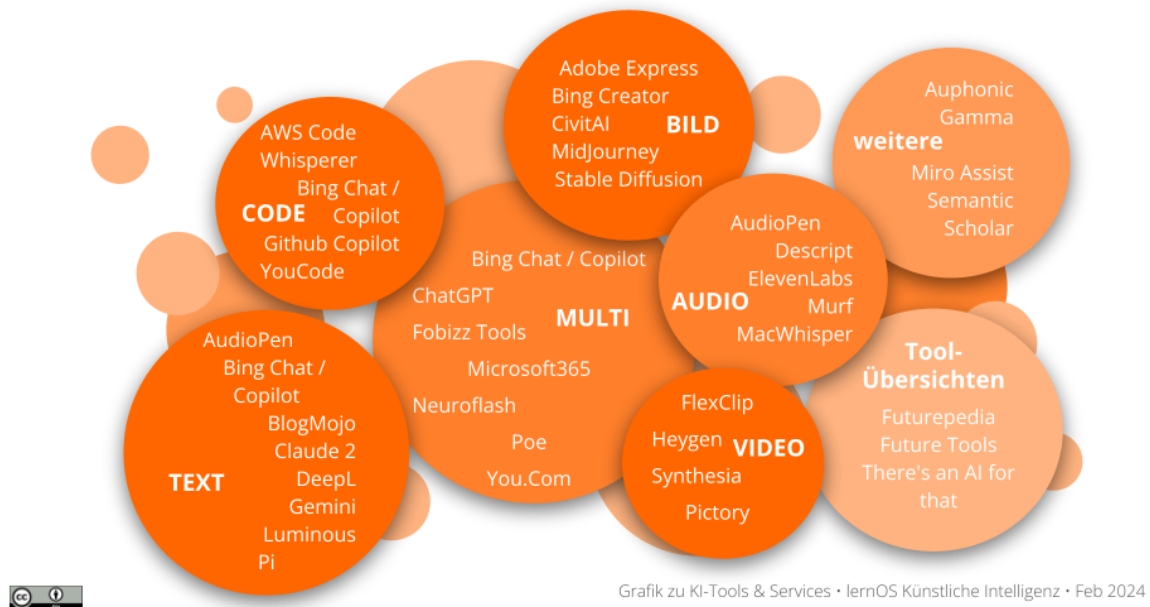 Adobe Express
Bing Creator
CivitAI
BILD
MidJourney
Stable Diffusion
Auphonic
Gamma
weitere
Miro Assist
Semantic
Scholar
AWS Code
Whisperer
Bing Chat /
CODE
Copilot
Github Copilot
YouCode
Bing Chat / Copilot
ChatGPT
MULTI
Fobizz Tools
Microsoft365
Neuroflash
Poe
You.Com
AudioPen
Descript
ElevenLabs
AUDIO
Murf
MacWhisper
AudioPen
Bing Chat /
Copilot
BlogMojo
Claude 2
DeepL
TEXT
Gemini
Luminous
Pi
FlexClip
Heygen
VIDEO
Synthesia
Pictory
Tool-
Übersichten
Futurepedia
Future Tools
There's an AI for
that
cc
Grafik zu KI-Tools & Services • lernOS Künstliche Intelligenz • Feb 2024